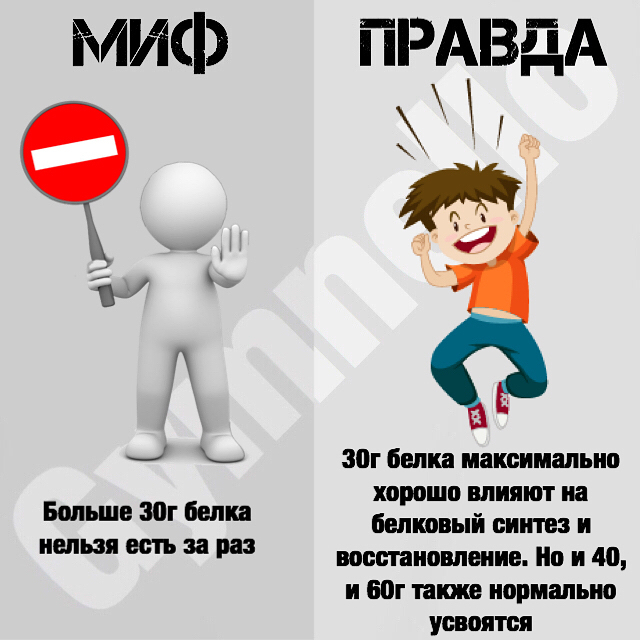 МИФ
ПРАВДА
Больше 30г белка
нельзя есть за раз
30г белка максимально
хорошо влияют на
белковый синтез и
восстановление. Но и 40,
и 60г также нормально
усвоятся
Gymnello